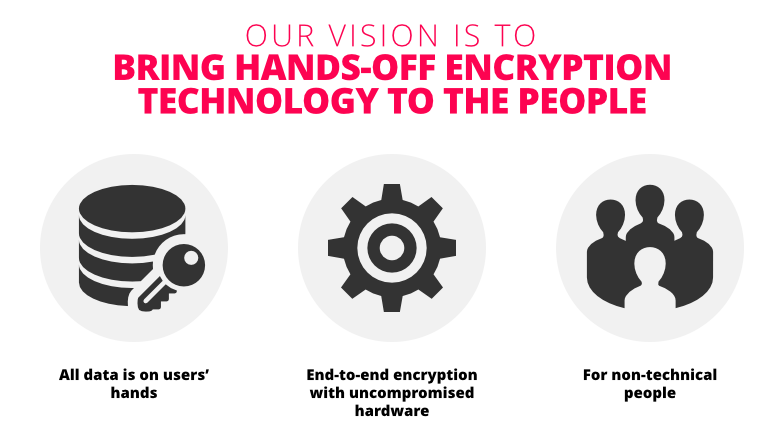 OUR VISION IS TO
BRING HANDS-OFF ENCRYPTION
TECHNOLOGY TO THE PEOPLE
All data is on users’
hands
End-to-end encryption
with uncompromised
hardware
For non-technical
people